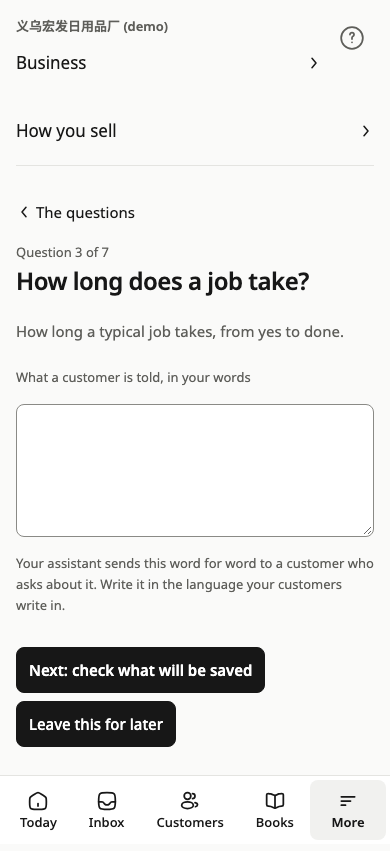 义乌宏发日用品厂 (demo)
Business
How you sell
The questions
Question 3 of 7
How long does a job take?
How long a typical job takes, from yes to done.
What a customer is told, in your words
Your assistant sends this word for word to a customer who
asks about it. Write it in the language your customers
write in.
Next: check what will be saved
Leave this for later
Today
Inbox
Customers
Books
More